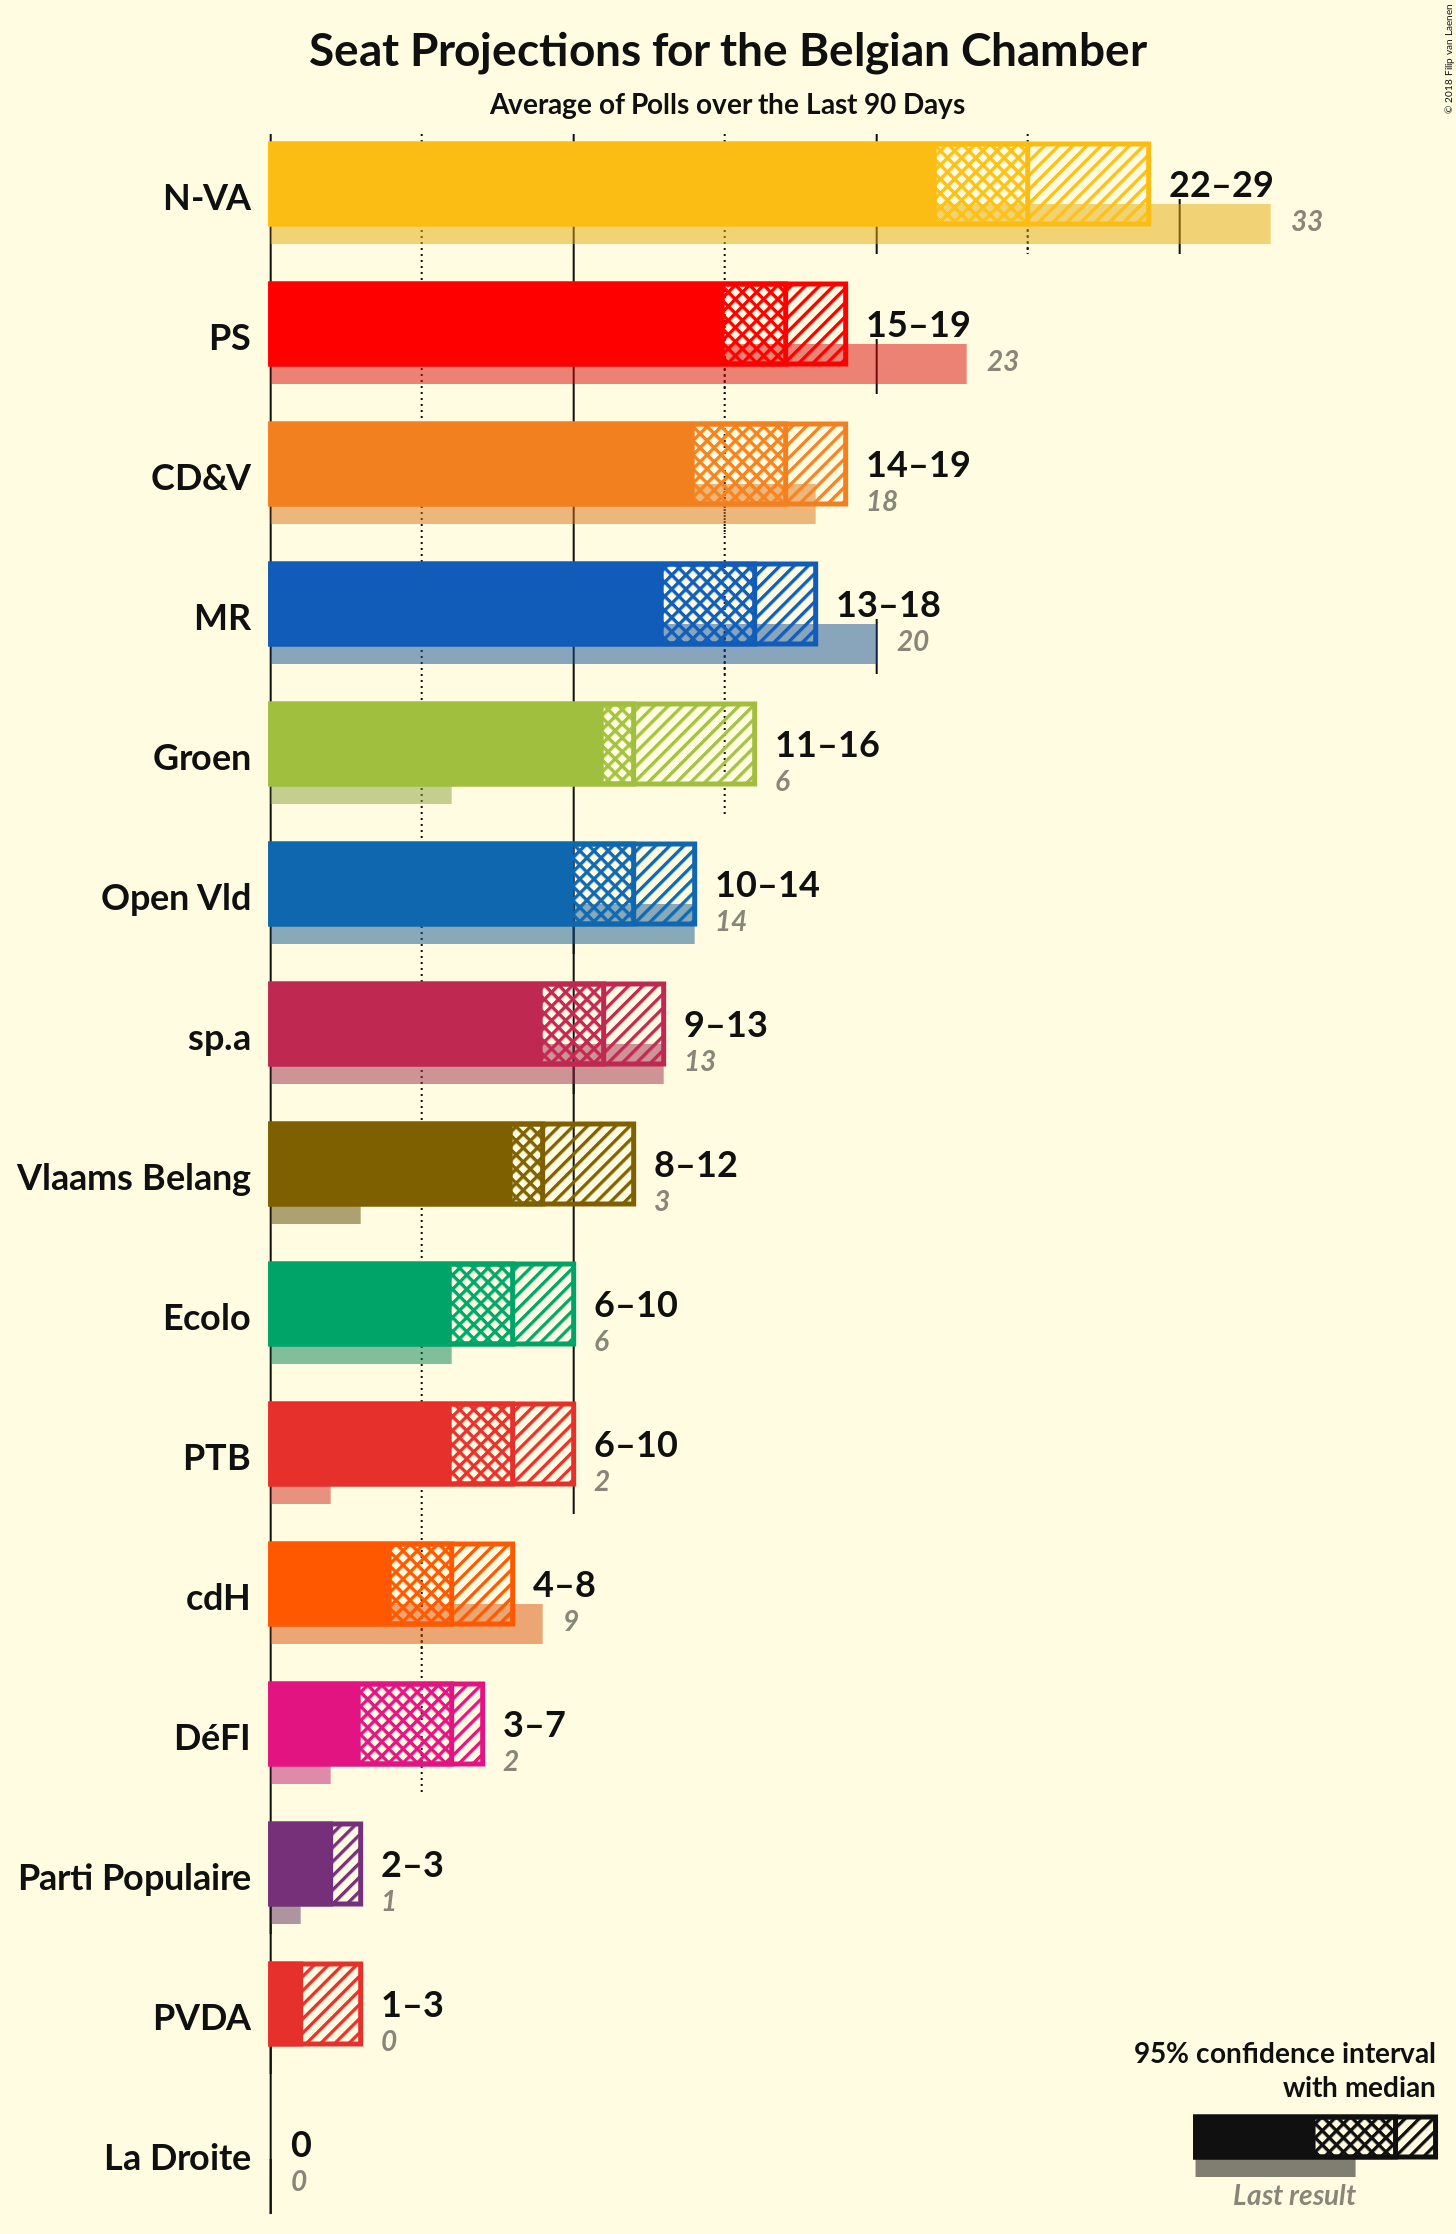 © 2018 Filip van Laenen
Seat Projections for the Belgian Chamber
Average of Polls over the Last 90 Days
N-VA
22–29
33
PS
15–19
23
CD&V
14–19
18
MR
13–18
20
Groen
11–16
6
Open Vld
10–14
14
sp.a
9–13
13
Vlaams Belang
8–12
3
Ecolo
6–10
6
PTB
6–10
2
cdH
4–8
9
DéFI
3–7
2
Parti Populaire
2–3
1
PVDA
1–3
0
La Droite
0
0
95% confidence interval
with median
Last result